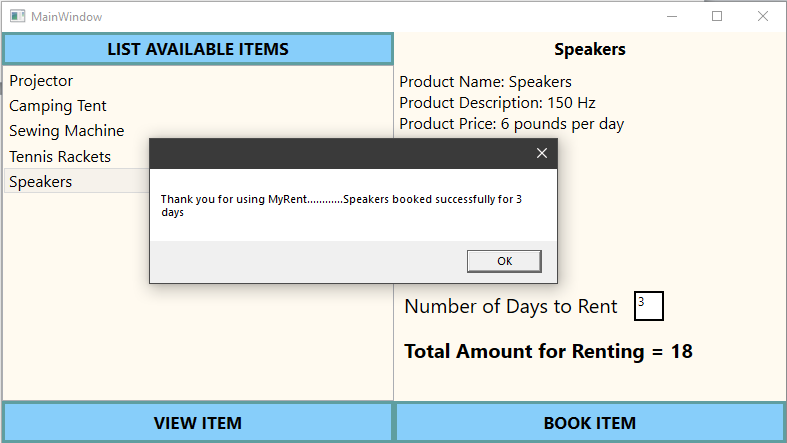 MainWindow
LIST AVAILABLE ITEMS
Projector
Camping Tent
Sewing Machine
Tennis Rackets
Speakers
Speakers
Product Name: Speakers
Product Description: 150 Hz
Product Price: 6 pounds per day
Thank you for using MyRent............Speakers booked successfully for 3
days
OK
Number of Days to Rent 3
Total Amount for Renting = 18
VIEW ITEM
BOOK ITEM